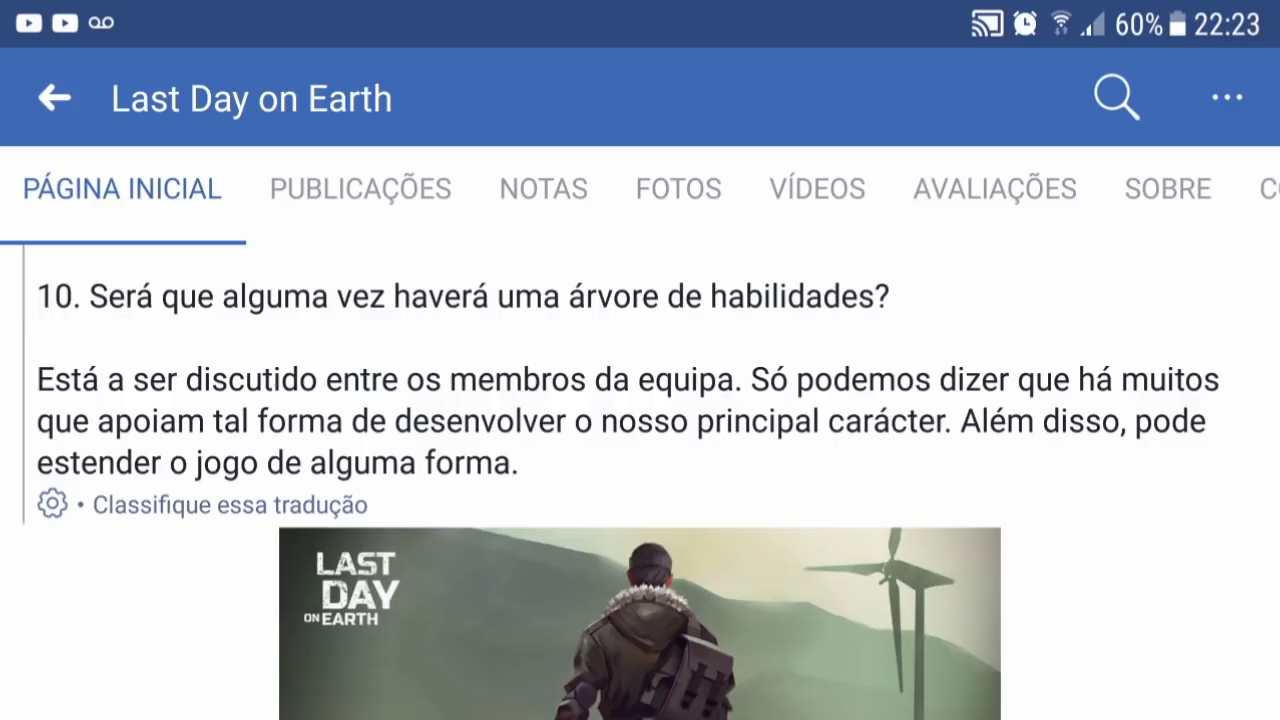 60% 22:23
Last Day on Earth
PÁGINA INICIAL PUBLICAÇÕES NOTAS FOTOS VÍDEOS AVALIAÇÕES SOBRE
10. Será que alguma vez haverá uma árvore de habilidades?
Está a ser discutido entre os membros da equipa. Só podemos dizer que há muitos
que apoiam tal forma de desenvolver o nosso principal carácter. Além disso, pode
estender o jogo de alguma forma.
• Classifique essa tradução
LAST
DAY
ON EARTH